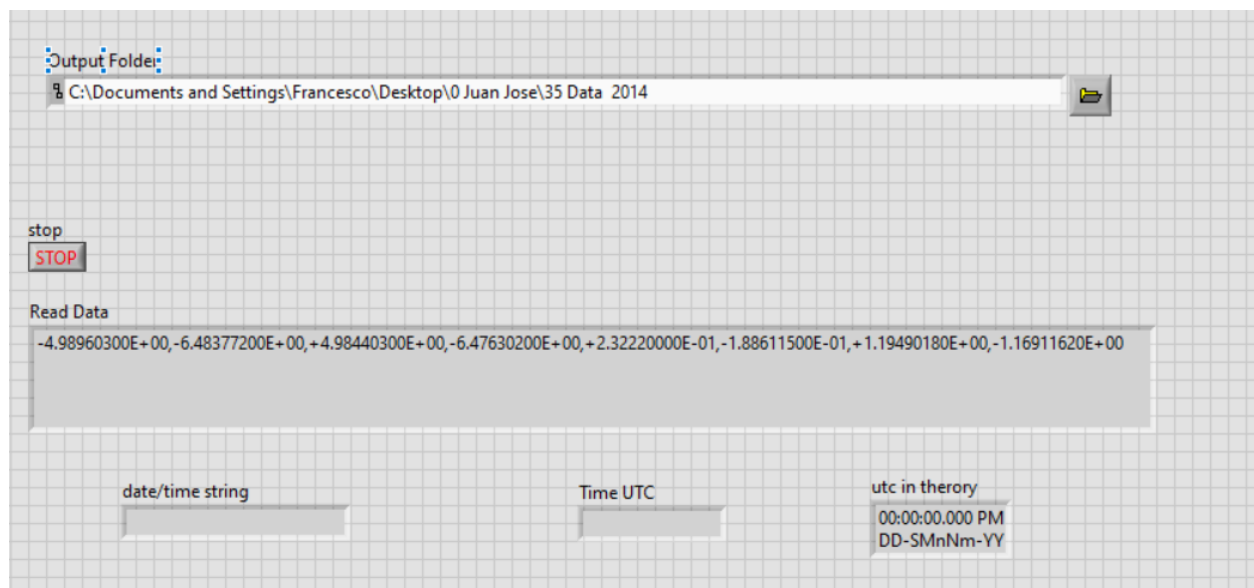 Output Folder
C:\Documents and Settings\Francesco\Desktop\0 Juan Jose\35 Data  2014
stop
STOP
Read Data
-4.98960300E+00,-6.48377200E+00,+4.98440300E+00,-6.47630200E+00,+2.32220000E-01,-1.88611500E-01,+1.19490180E+00,-1.16911620E+00
date/time string
Time UTC
utc in therory
00:00:00.000 PM
DD-SMnNm-YY